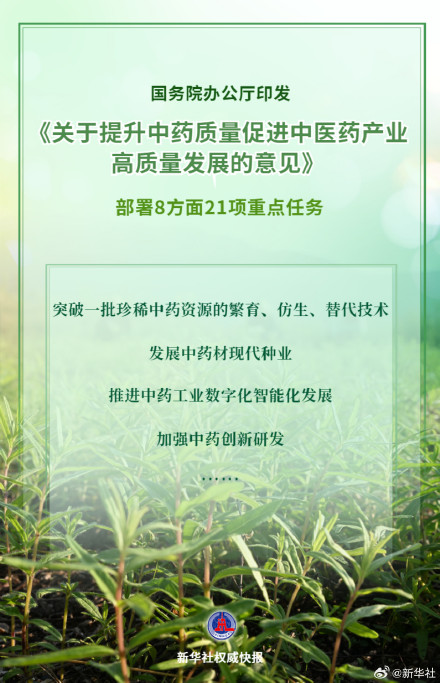 国务院办公厅印发
《关于提升中药质量促进中医药产业
高质量发展的意见》
部署8方面21项重点任务
突破一批珍稀中药资源的繁育、仿生、替代技术
发展中药材现代种业
推进中药工业数字化智能化发展
加强中药创新研发
……
新华社权威快报
@新华社